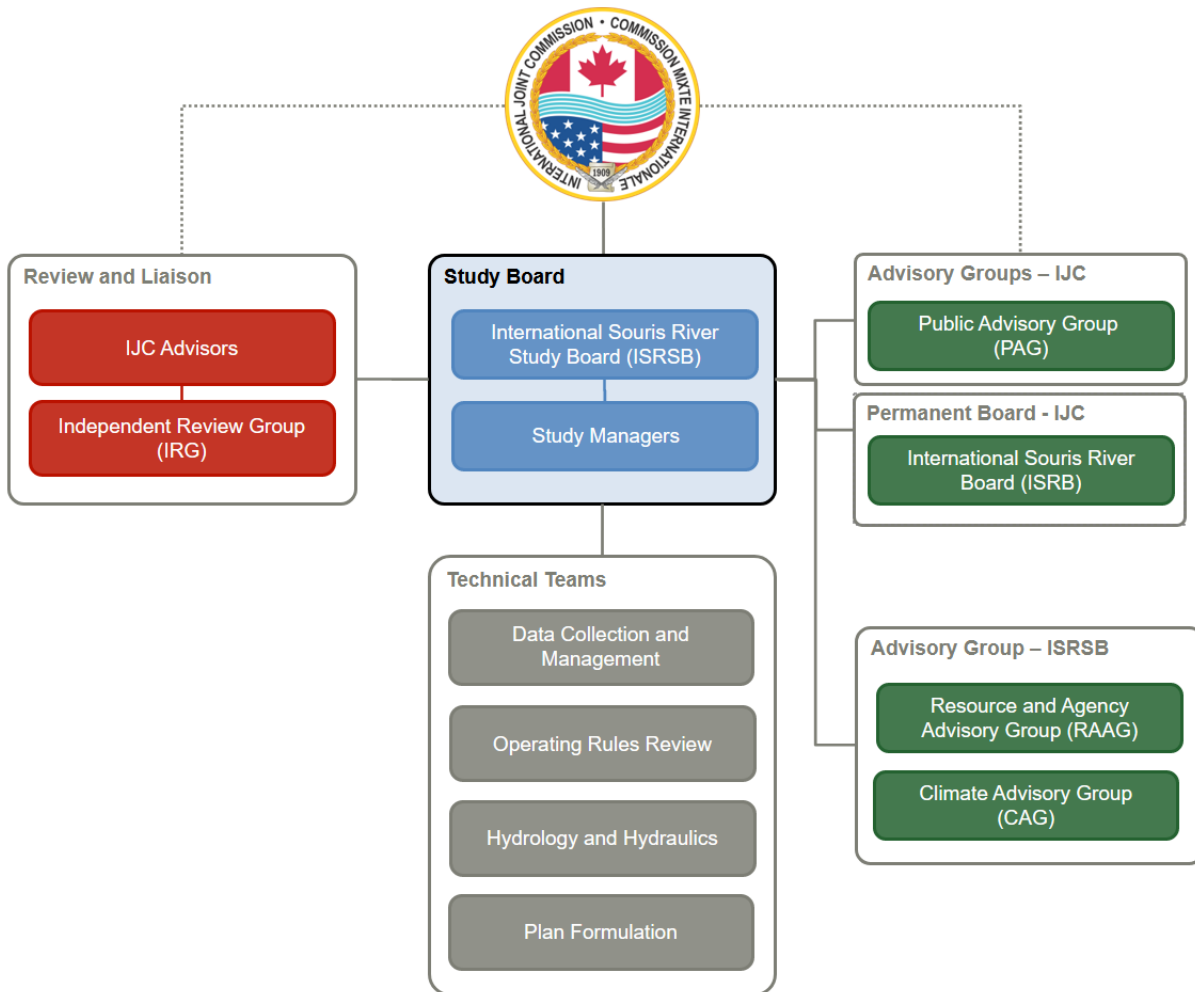 INTERNATIONAL JOINT COMMISSION • COMMISSION MIXTE INTERNATIONALE
1909
Review and Liaison
IJC Advisors
Independent Review Group
(IRG)
Study Board
International Souris River
Study Board (ISRSB)
Study Managers
Advisory Groups – IJC
Public Advisory Group
(PAG)
Permanent Board - IJC
International Souris River
Board (ISRB)
Technical Teams
Data Collection and
Management
Operating Rules Review
Hydrology and Hydraulics
Plan Formulation
Advisory Group – ISRSB
Resource and Agency
Advisory Group (RAAG)
Climate Advisory Group
(CAG)